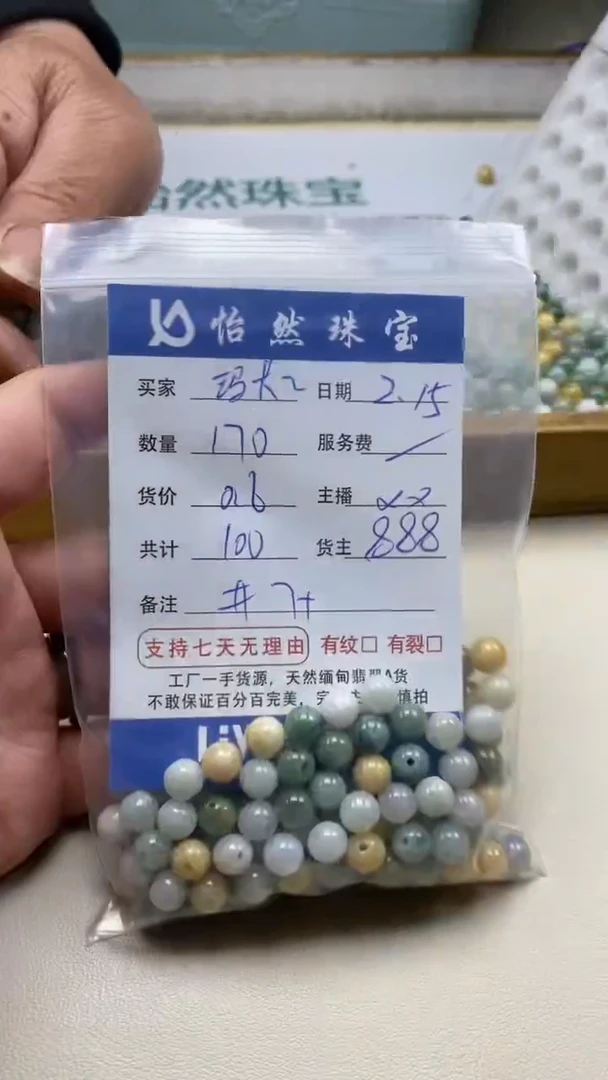 然珠宝
怡然珠宝
买家 日期 2.15
数量 170 服务费 /
货价 0.6 主播
共计 100 货主 888
备注 #
支持七天无理由 有纹□ 有裂□
工厂一手货源，天然缅甸翡翠A货
不敢保证百分百完美，完 慎拍